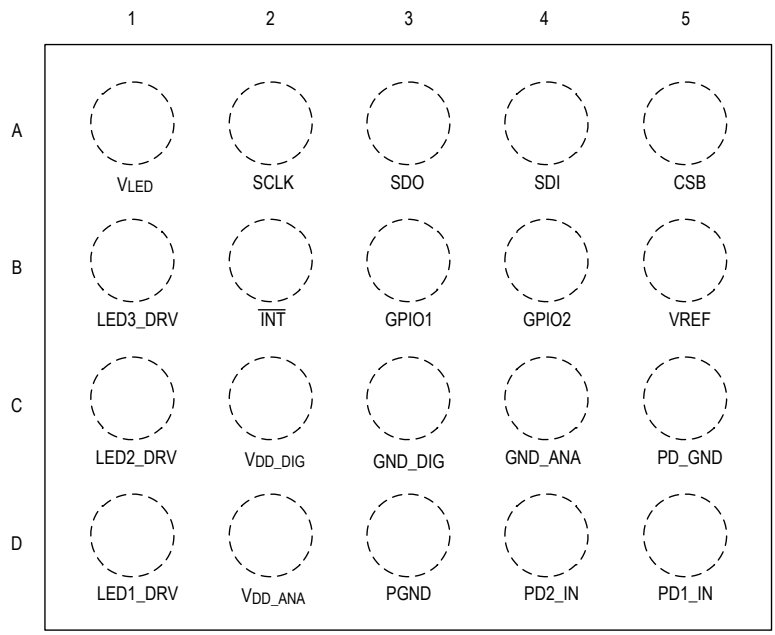 1 2 3 4 5
A
VLED SCLK SDO SDI CSB
B
LED3_DRV INT GPIO1 GPIO2 VREF
C
LED2_DRV VDD_DIG GND_DIG GND_ANA PD_GND
D
LED1_DRV VDD_ANA PGND PD2_IN PD1_IN